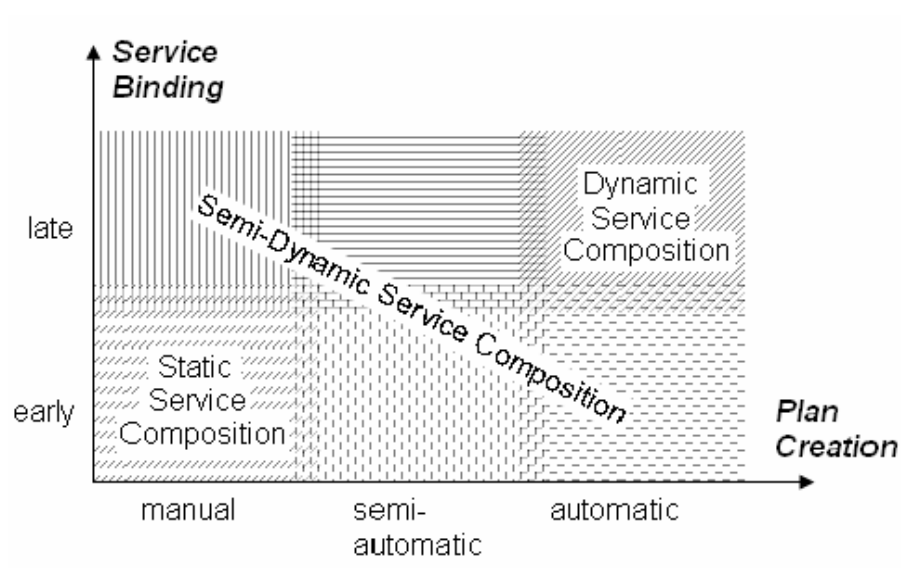 Service
Binding
late
Dynamic
Service
Composition
Semi-Dynamic Service Composition
early
Static
Service
Composition
Plan
Creation
manual
semi-
automatic
automatic